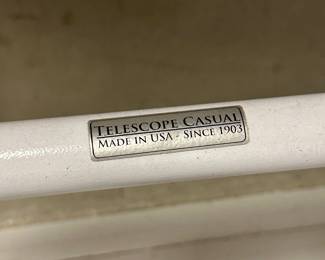 TELESCOPE CASUAL
MADE IN USA - SINCE 1903